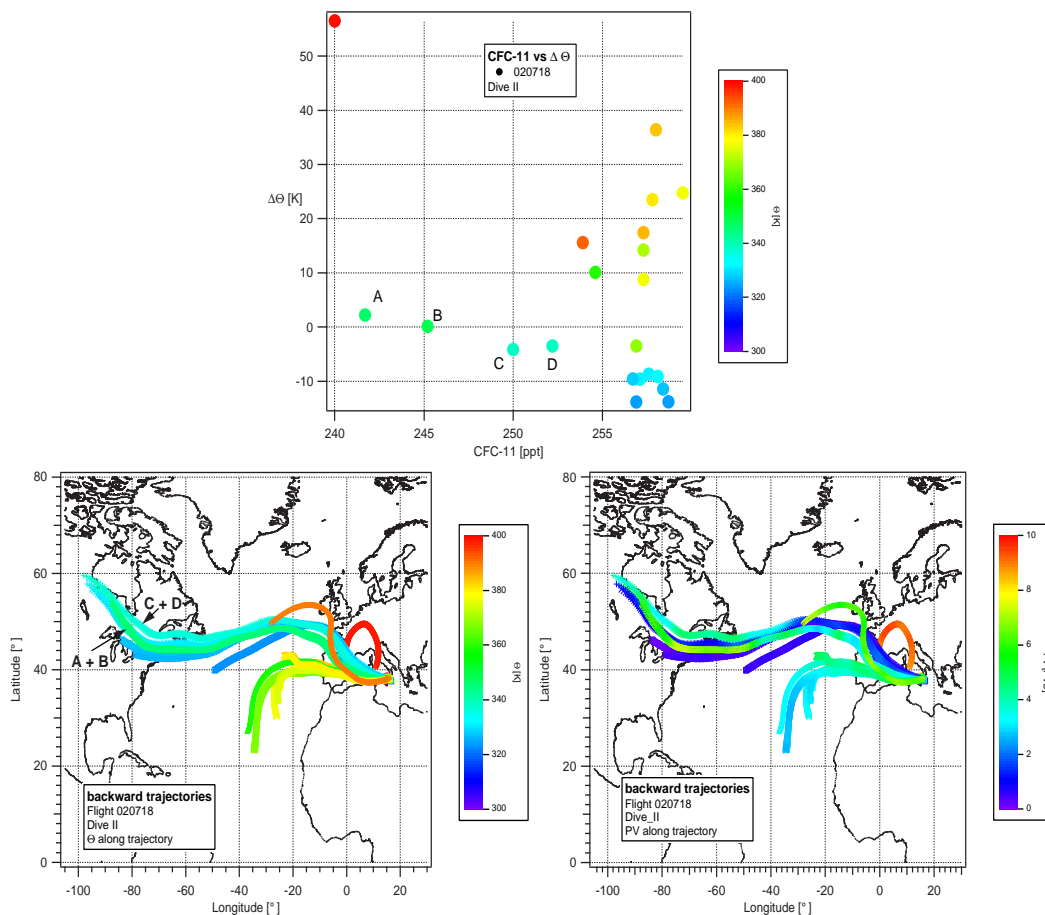 CFC-11 vs Δ Θ
020718
Dive II
50
40
30
20
10
0
-10
ΔΘ [K]
A
B
C
D
240
245
250
255
CFC-11 [ppt]
400
380
360
340
320
300
Θ [K]
80
60
40
20
0
Latitude [°]
C + D
A + B
backward trajectories
Flight 020718
Dive II
Θ along trajectory
-100
-80
-60
-40
-20
0
20
Longitude [°]
400
380
360
340
320
300
Θ [K]
80
60
40
20
0
Latitude [°]
backward trajectories
Flight 020718
Dive_II
PV along trajectory
-100
-80
-60
-40
-20
0
20
Longitude [°]
10
8
6
4
2
0